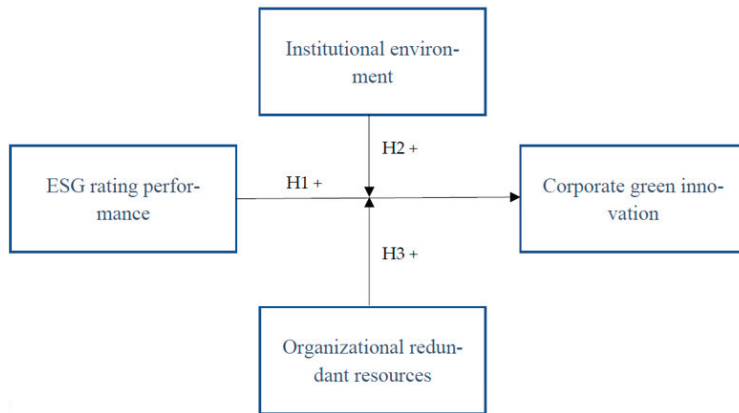 Institutional environ-
ment
H2 +
ESG rating perfor-
mance
H1 +
Corporate green inno-
vation
H3 +
Organizational redun-
dant resources